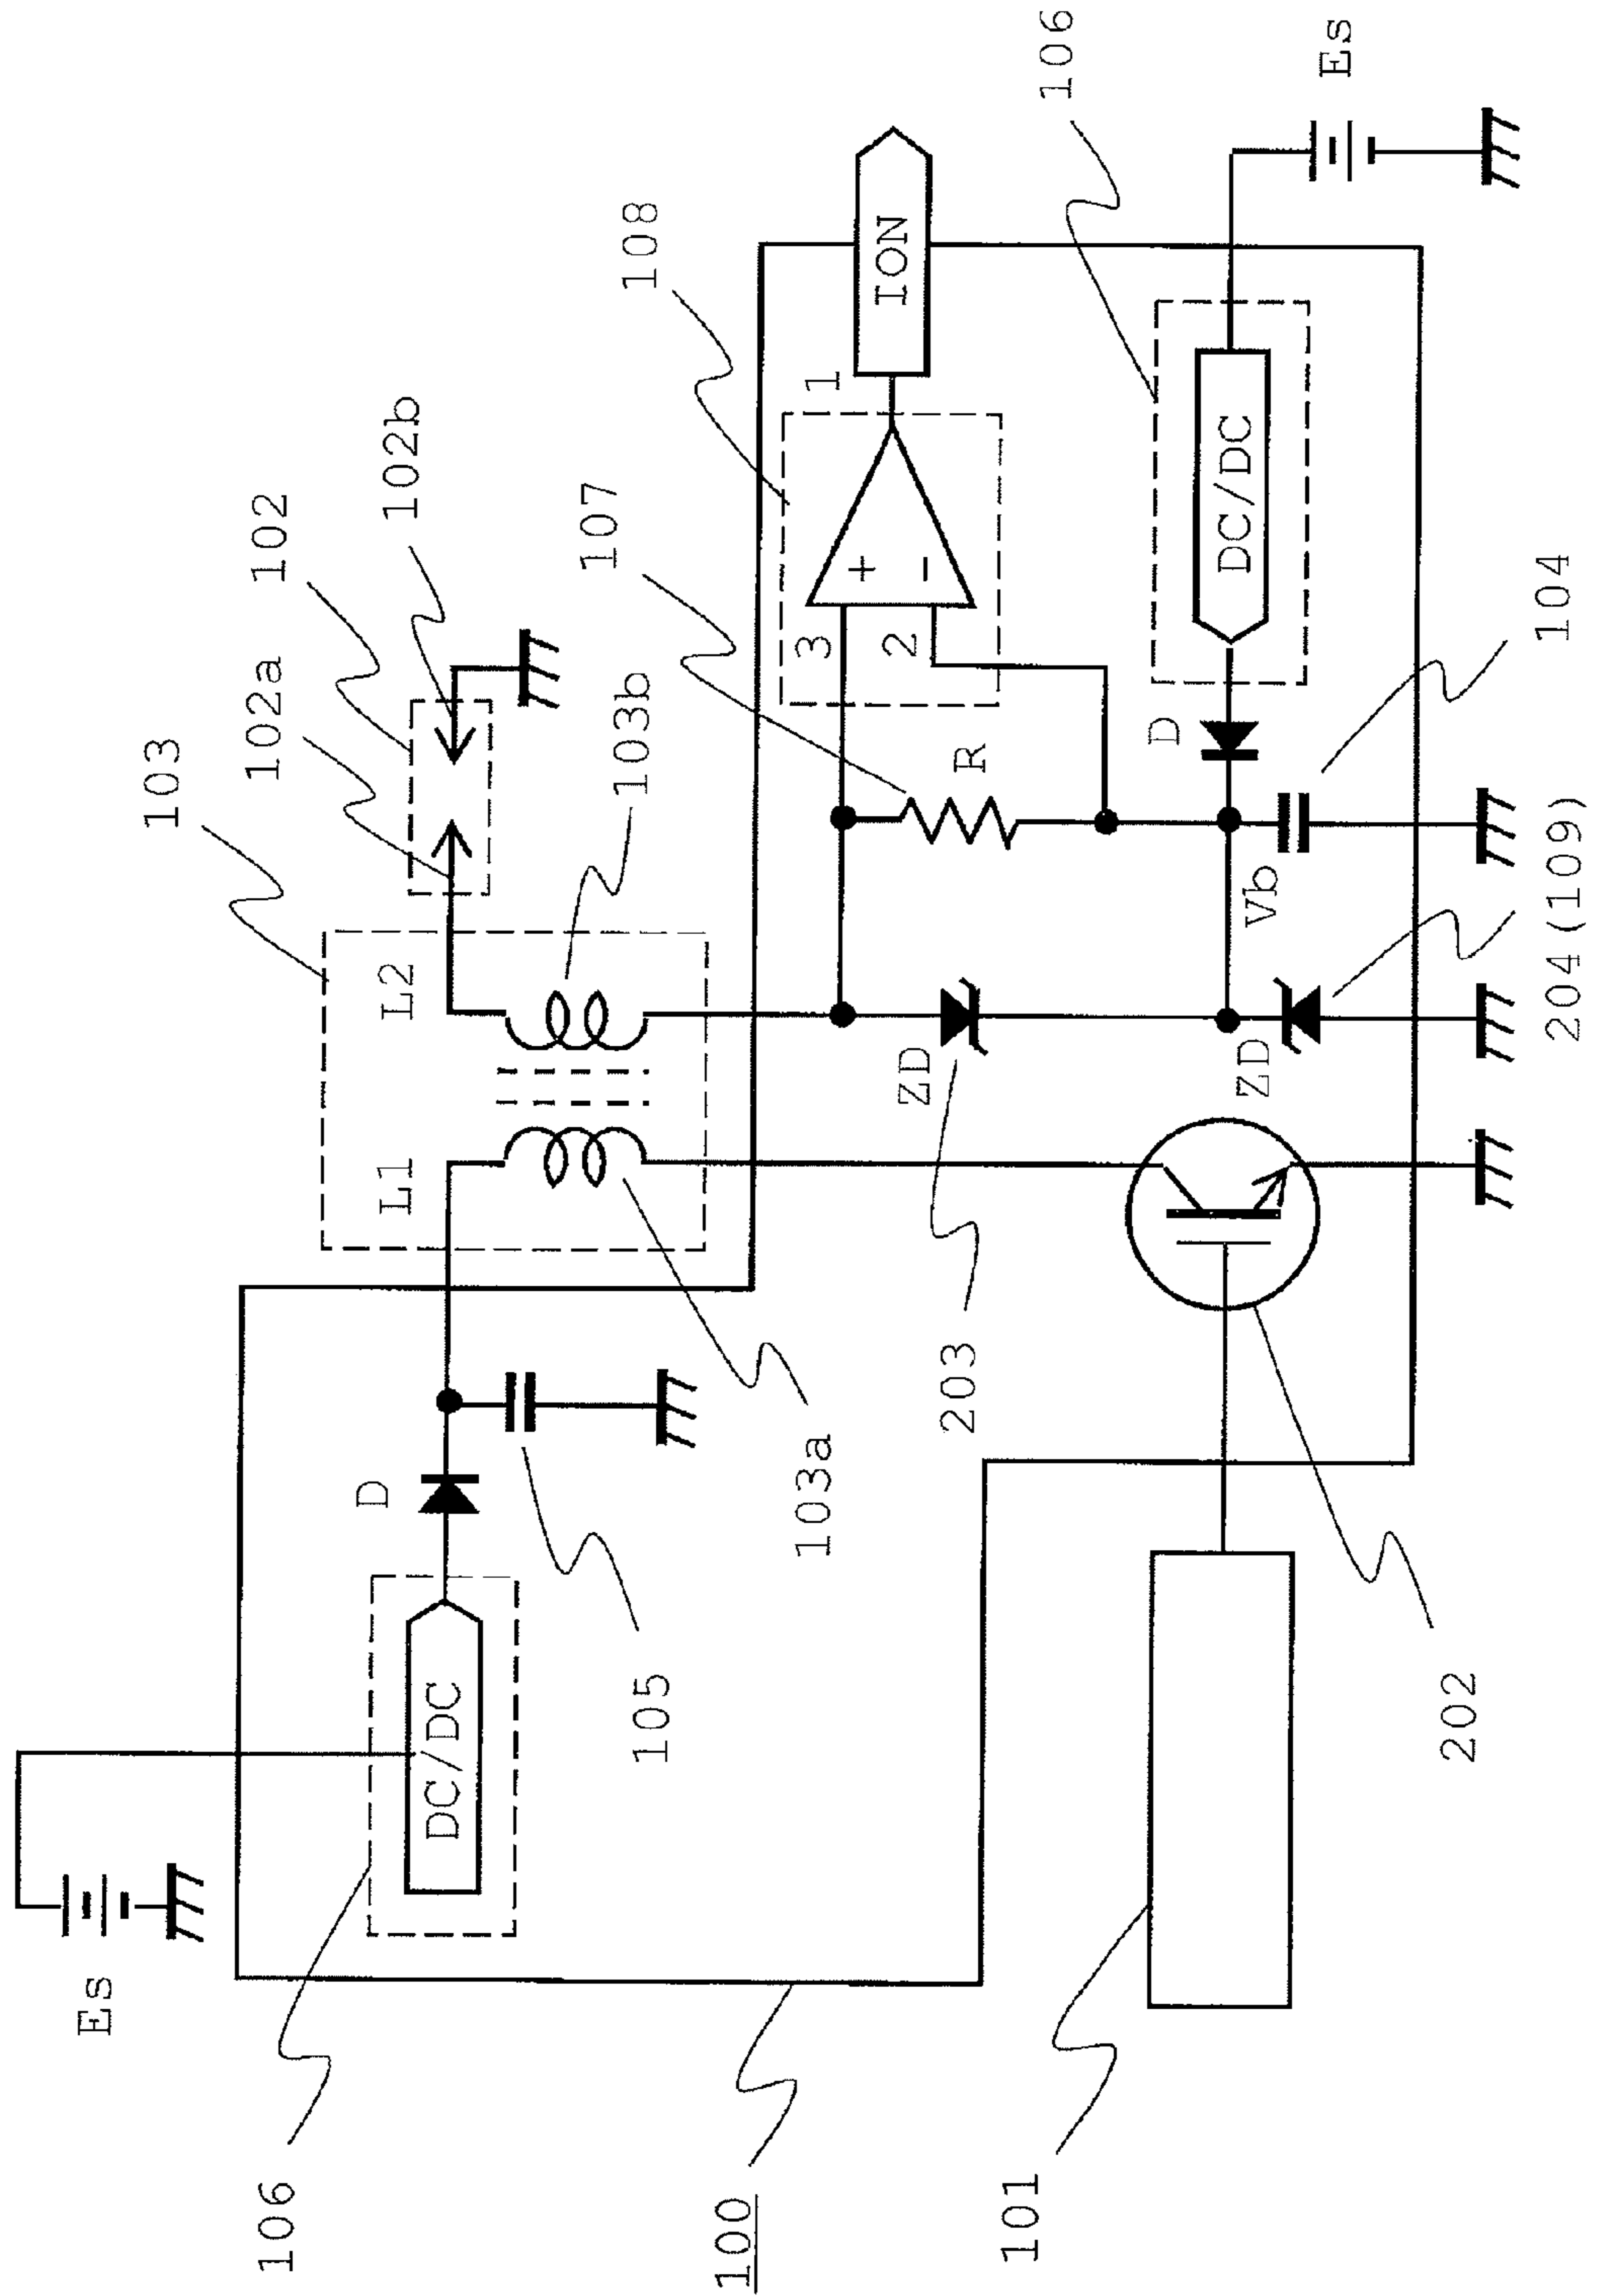 Es
106
DC/DC
D
105
103
L1
L2
103a
103b
102a
102
102b
107
108
3
2
1
+
−
ION
R
ZD
203
Vb
ZD
204(109)
104
D
DC/DC
106
Es
100
101
202